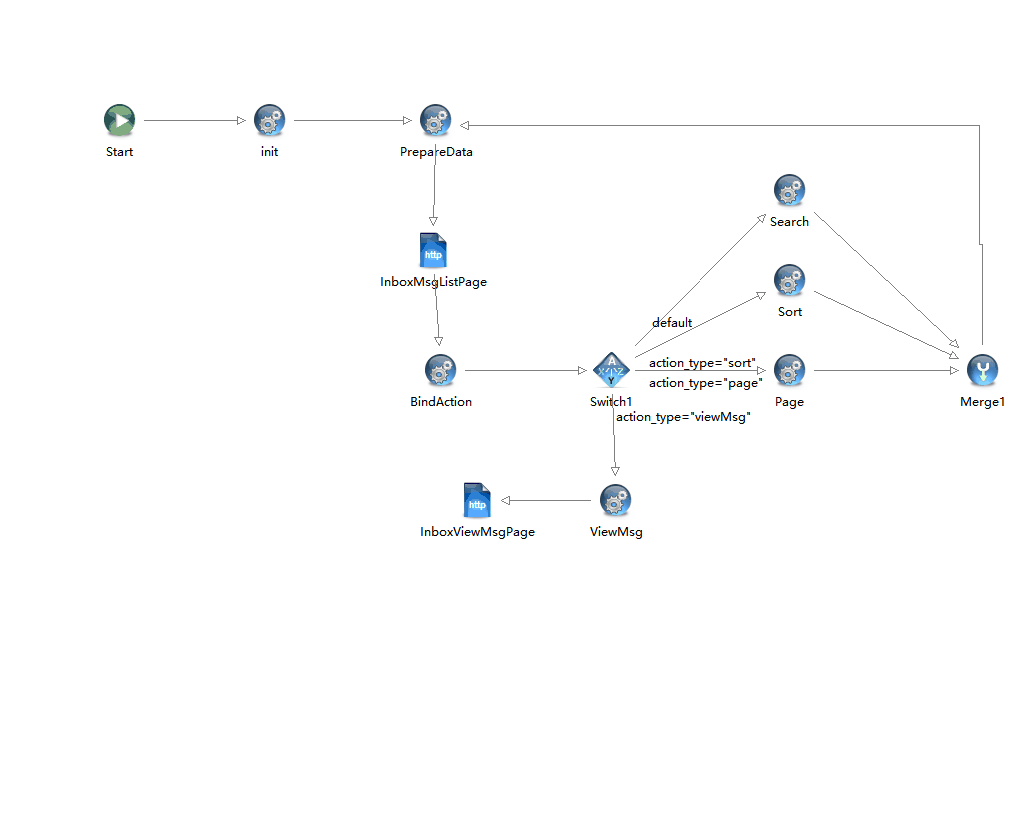 Start
init
PrepareData
http
InboxMsgListPage
Search
Sort
default
action_type="sort"
action_type="page"
BindAction
A
XYZ
Y
Switch1
Page
Merge1
action_type="viewMsg"
http
InboxViewMsgPage
ViewMsg